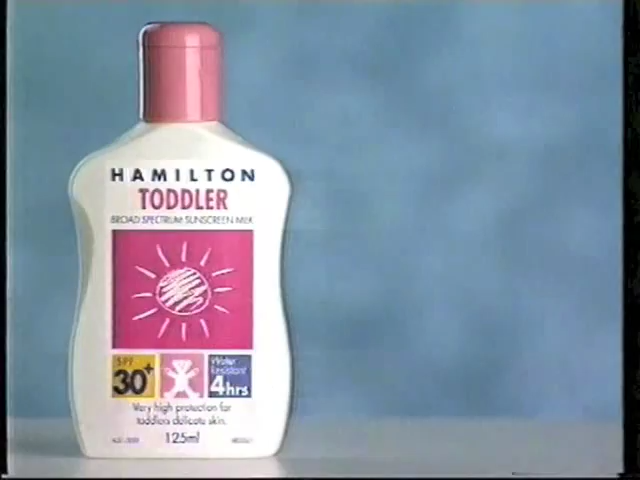 HAMILTON
TODDLER
BROAD SPECTRUM SUNSCREEN MILK
SPF
30+
Water
Resistant
4hrs
Very high protection for
toddlers delicate skin.
125ml